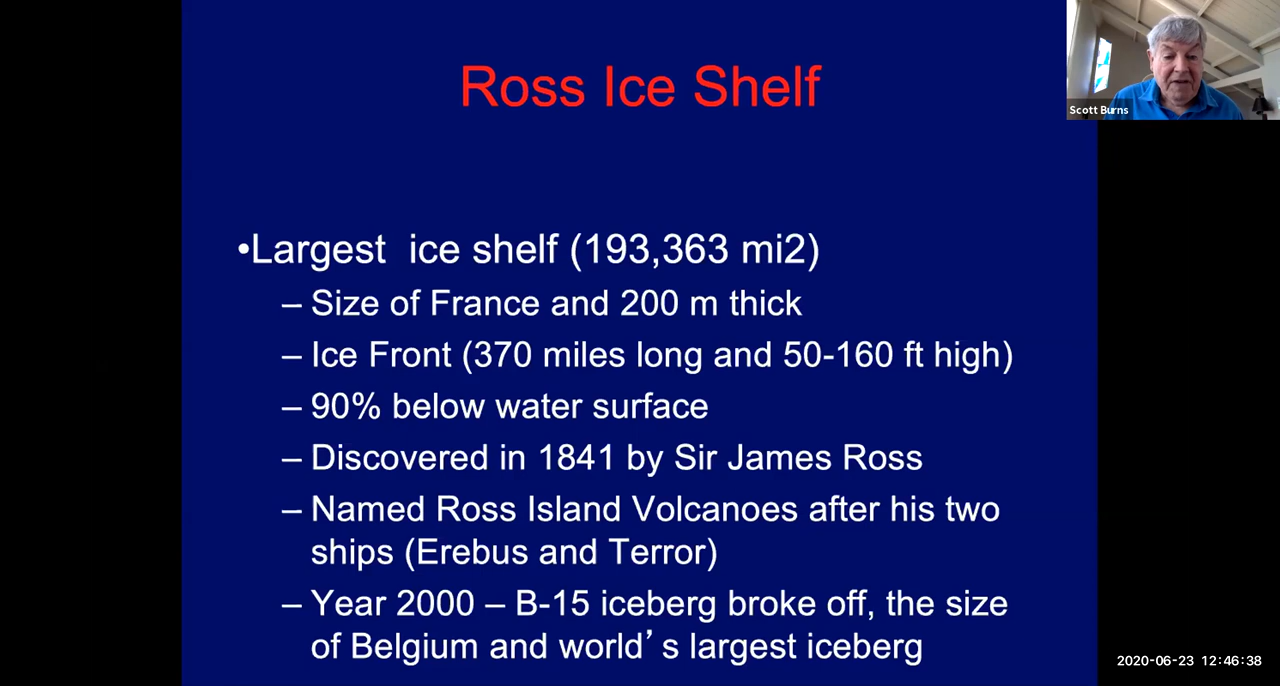 Ross Ice Shelf
Scott Burns
•Largest  ice shelf (193,363 mi2)
– Size of France and 200 m thick
– Ice Front (370 miles long and 50-160 ft high)
– 90% below water surface
– Discovered in 1841 by Sir James Ross
– Named Ross Island Volcanoes after his two
ships (Erebus and Terror)
– Year 2000 – B-15 iceberg broke off, the size
of Belgium and world’ s largest iceberg
2020-06-23 12:46:38